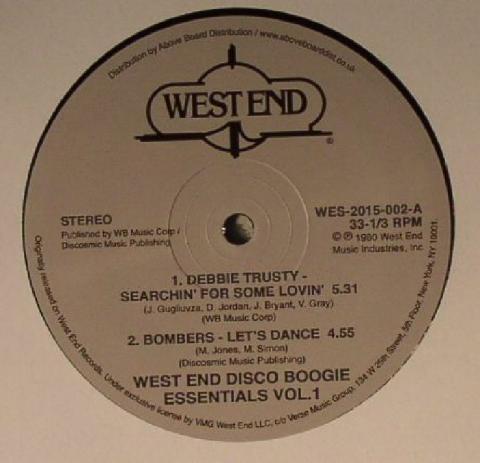 Distribution by Above Board Distribution / www.aboveboarddist.co.uk
WEST END
®
STEREO
Published by WB Music Corp /
Discosmic Music Publishing
WES-2015-002-A
33-1/3 RPM
© ℗ 1980 West End
Music Industries, Inc
1. DEBBIE TRUSTY -
SEARCHIN' FOR SOME LOVIN' 5.31
(J. Gugliuvza, D. Jordan, J. Bryant, V. Gray)
(WB Music Corp)
2. BOMBERS - LET'S DANCE 4.55
(M. Jones, M. Simon)
(Discosmic Music Publishing)
WEST END DISCO BOOGIE
ESSENTIALS VOL.1
Originally released on West End Records. Under exclusive license by VMG West End LLC, c/o Verse Music Group, 134 W 25th Street, 5th Floor, New York, NY 10001.